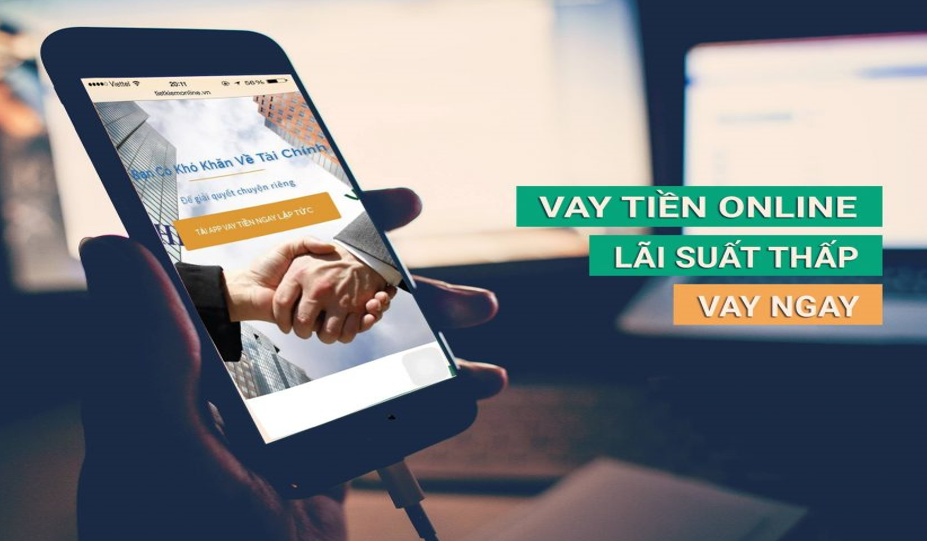 Viettel 20:11 56%
tietkiemonline.vn
Bạn Có Khó Khăn Về Tài Chính
Để giải quyết chuyện riêng
TẢI APP VAY TIỀN NGAY LẬP TỨC
VAY TIỀN ONLINE
LÃI SUẤT THẤP
VAY NGAY